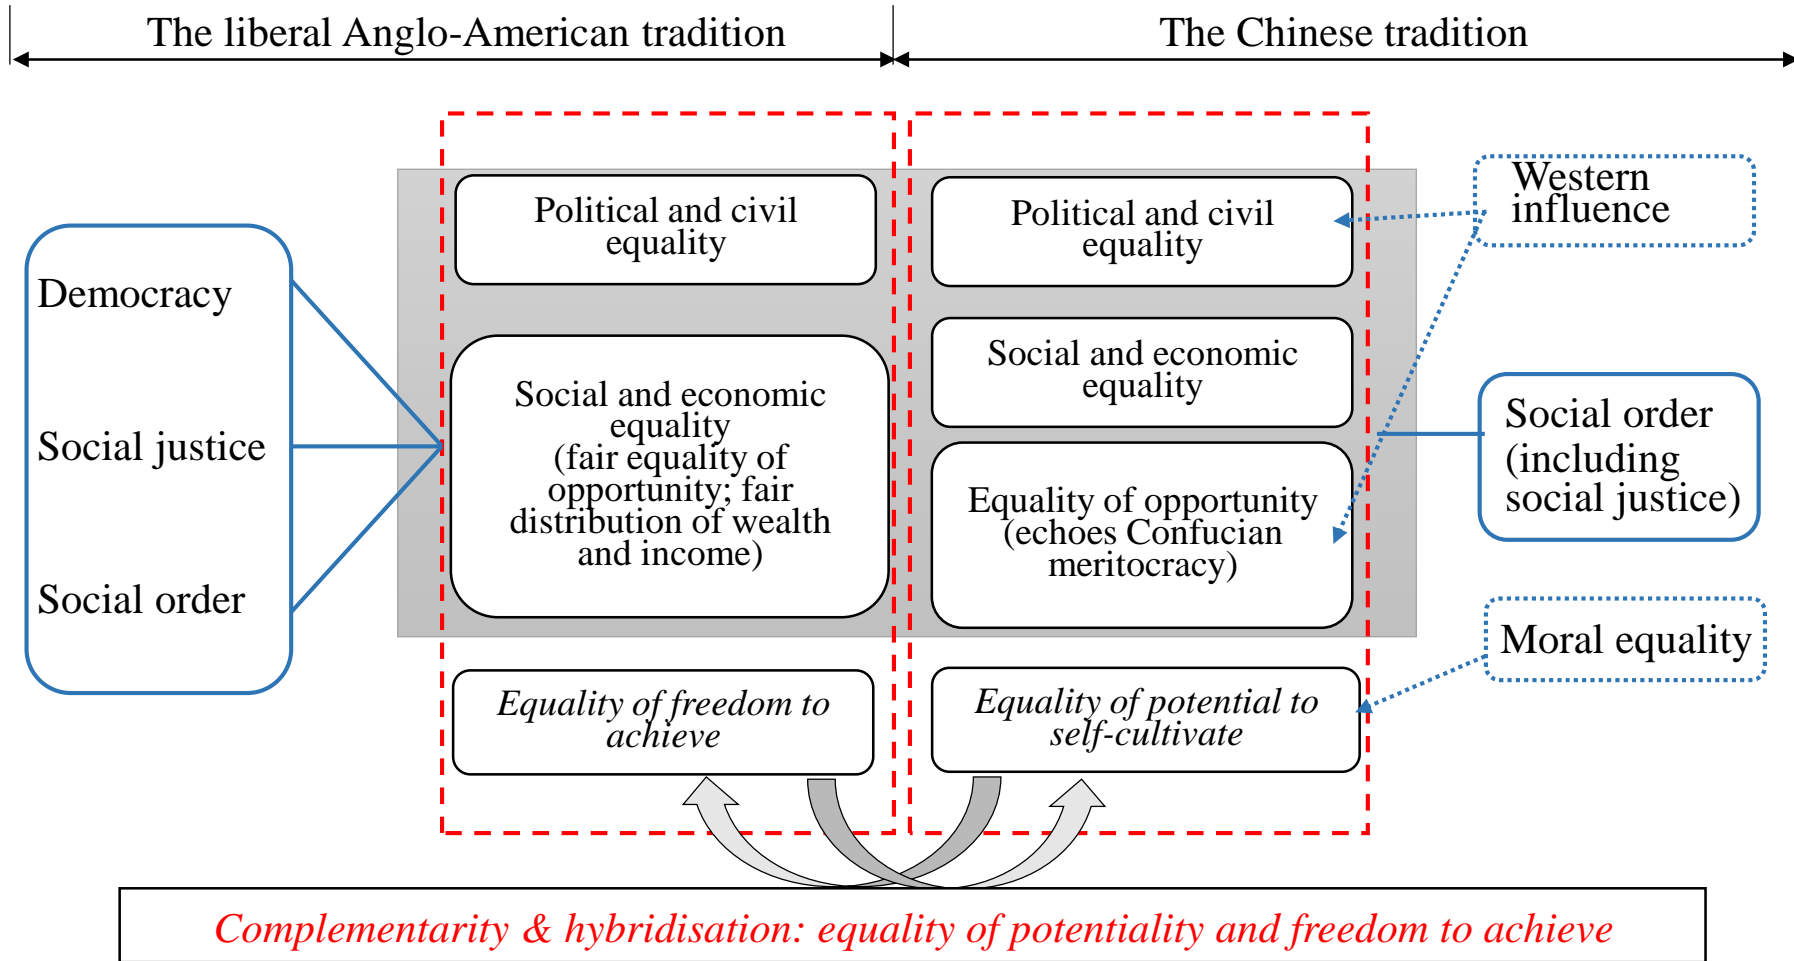 The liberal Anglo-American tradition
The Chinese tradition
Democracy
Social justice
Social order
Political and civil
equality
Social and economic
equality
(fair equality of
opportunity; fair
distribution of wealth
and income)
Equality of freedom to
achieve
Political and civil
equality
Social and economic
equality
Equality of opportunity
(echoes Confucian
meritocracy)
Equality of potential to
self-cultivate
Western
influence
Social order
(including
social justice)
Moral equality
Complementarity & hybridisation: equality of potentiality and freedom to achieve